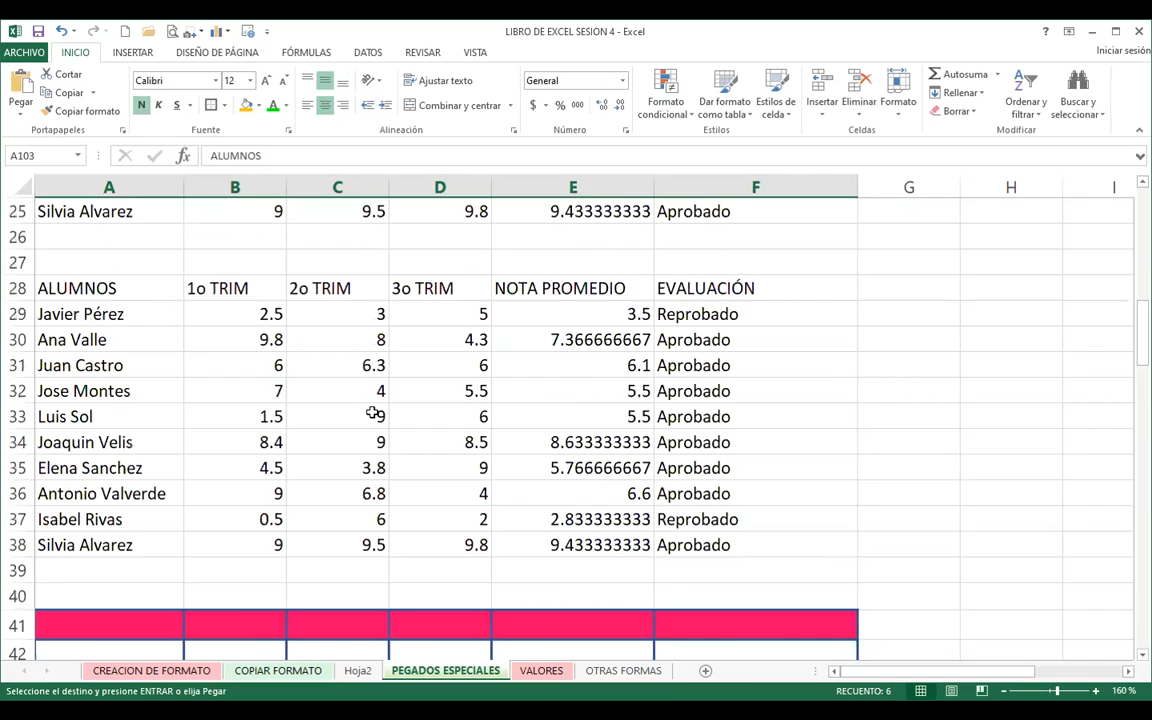 LIBRO DE EXCEL SESION 4 - Excel
ARCHIVO INICIO INSERTAR DISEÑO DE PÁGINA FÓRMULAS DATOS REVISAR VISTA Iniciar sesión
Pegar Cortar Copiar Copiar formato Portapapeles
Calibri 12 N K S A Fuente
Ajustar texto Combinar y centrar Alineación
General $ % 000 Número
Formato condicional Dar formato como tabla Estilos de celda Estilos
Insertar Eliminar Formato Celdas
Autosuma Rellenar Borrar Ordenar y filtrar Buscar y seleccionar Modificar
A103 fx ALUMNOS
A B C D E F G H I
25 Silvia Alvarez 9 9.5 9.8 9.433333333 Aprobado
26
27
28 ALUMNOS 1o TRIM 2o TRIM 3o TRIM NOTA PROMEDIO EVALUACIÓN
29 Javier Pérez 2.5 3 5 3.5 Reprobado
30 Ana Valle 9.8 8 4.3 7.366666667 Aprobado
31 Juan Castro 6 6.3 6 6.1 Aprobado
32 Jose Montes 7 4 5.5 5.5 Aprobado
33 Luis Sol 1.5 9 6 5.5 Aprobado
34 Joaquin Velis 8.4 9 8.5 8.633333333 Aprobado
35 Elena Sanchez 4.5 3.8 9 5.766666667 Aprobado
36 Antonio Valverde 9 6.8 4 6.6 Aprobado
37 Isabel Rivas 0.5 6 2 2.833333333 Reprobado
38 Silvia Alvarez 9 9.5 9.8 9.433333333 Aprobado
39
40
41
42
CREACION DE FORMATO COPIAR FORMATO Hoja2 PEGADOS ESPECIALES VALORES OTRAS FORMAS
Seleccione el destino y presione ENTRAR o elija Pegar RECUENTO: 6 160 %